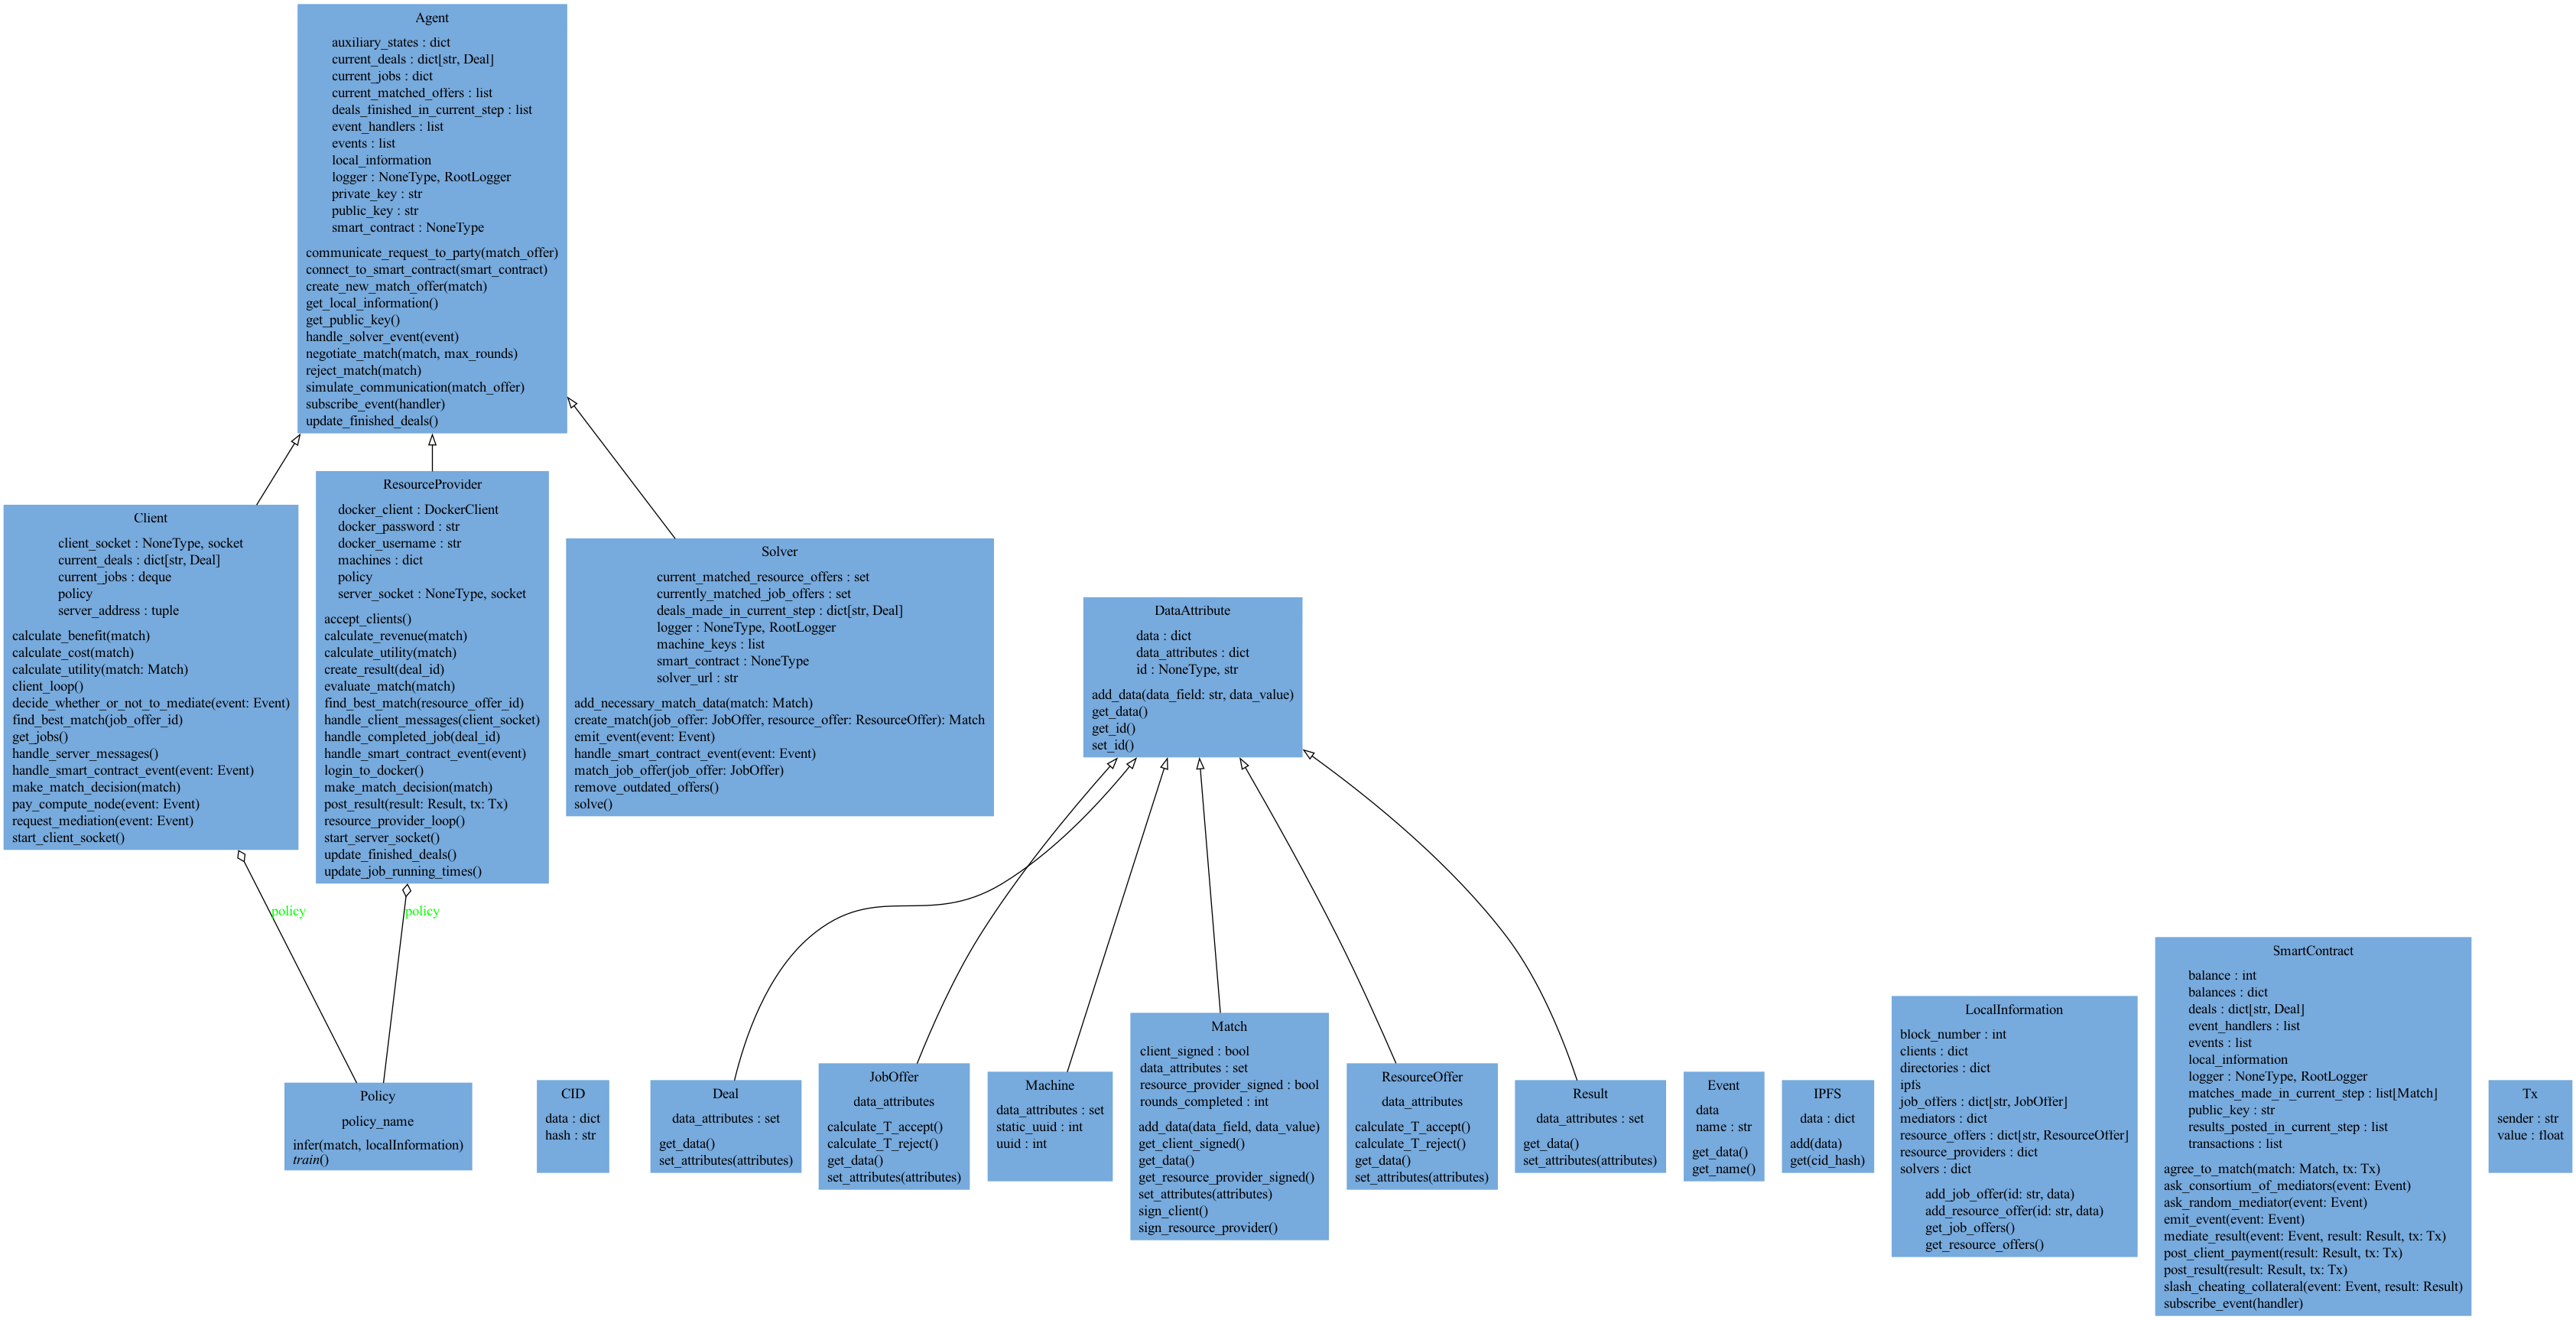 Agent
auxiliary_states : dict
current_deals : dict[str, Deal]
current_jobs : dict
current_matched_offers : list
deals_finished_in_current_step : list
event_handlers : list
events : list
local_information
logger : NoneType, RootLogger
private_key : str
public_key : str
smart_contract : NoneType
communicate_request_to_party(match_offer)
connect_to_smart_contract(smart_contract)
create_new_match_offer(match)
get_local_information()
get_public_key()
handle_solver_event(event)
negotiate_match(match, max_rounds)
reject_match(match)
simulate_communication(match_offer)
subscribe_event(handler)
update_finished_deals()
Client
client_socket : NoneType, socket
current_deals : dict[str, Deal]
current_jobs : deque
policy
server_address : tuple
calculate_benefit(match)
calculate_cost(match)
calculate_utility(match: Match)
client_loop()
decide_whether_or_not_to_mediate(event: Event)
find_best_match(job_offer_id)
get_jobs()
handle_server_messages()
handle_smart_contract_event(event: Event)
make_match_decision(match)
pay_compute_node(event: Event)
request_mediation(event: Event)
start_client_socket()
ResourceProvider
docker_client : DockerClient
docker_password : str
docker_username : str
machines : dict
policy
server_socket : NoneType, socket
accept_clients()
calculate_revenue(match)
calculate_utility(match)
create_result(deal_id)
evaluate_match(match)
find_best_match(resource_offer_id)
handle_client_messages(client_socket)
handle_completed_job(deal_id)
handle_smart_contract_event(event)
login_to_docker()
make_match_decision(match)
post_result(result: Result, tx: Tx)
resource_provider_loop()
start_server_socket()
update_finished_deals()
update_job_running_times()
Solver
current_matched_resource_offers : set
currently_matched_job_offers : set
deals_made_in_current_step : dict[str, Deal]
logger : NoneType, RootLogger
machine_keys : list
smart_contract : NoneType
solver_url : str
add_necessary_match_data(match: Match)
create_match(job_offer: JobOffer, resource_offer: ResourceOffer): Match
emit_event(event: Event)
handle_smart_contract_event(event: Event)
match_job_offer(job_offer: JobOffer)
remove_outdated_offers()
solve()
DataAttribute
data : dict
data_attributes : dict
id : NoneType, str
add_data(data_field: str, data_value)
get_data()
get_id()
set_id()
policy
policy
Policy
policy_name
infer(match, localInformation)
train()
CID
data : dict
hash : str
Deal
data_attributes : set
get_data()
set_attributes(attributes)
JobOffer
data_attributes
calculate_T_accept()
calculate_T_reject()
get_data()
set_attributes(attributes)
Machine
data_attributes : set
static_uuid : int
uuid : int
Match
client_signed : bool
data_attributes : set
resource_provider_signed : bool
rounds_completed : int
add_data(data_field, data_value)
get_client_signed()
get_data()
get_resource_provider_signed()
set_attributes(attributes)
sign_client()
sign_resource_provider()
ResourceOffer
data_attributes
calculate_T_accept()
calculate_T_reject()
get_data()
set_attributes(attributes)
Result
data_attributes : set
get_data()
set_attributes(attributes)
Event
data
name : str
get_data()
get_name()
IPFS
data : dict
add(data)
get(cid_hash)
LocalInformation
block_number : int
clients : dict
directories : dict
ipfs
job_offers : dict[str, JobOffer]
mediators : dict
resource_offers : dict[str, ResourceOffer]
resource_providers : dict
solvers : dict
add_job_offer(id: str, data)
add_resource_offer(id: str, data)
get_job_offers()
get_resource_offers()
SmartContract
balance : int
balances : dict
deals : dict[str, Deal]
event_handlers : list
events : list
local_information
logger : NoneType, RootLogger
matches_made_in_current_step : list[Match]
public_key : str
results_posted_in_current_step : list
transactions : list
agree_to_match(match: Match, tx: Tx)
ask_consortium_of_mediators(event: Event)
ask_random_mediator(event: Event)
emit_event(event: Event)
mediate_result(event: Event, result: Result, tx: Tx)
post_client_payment(result: Result, tx: Tx)
post_result(result: Result, tx: Tx)
slash_cheating_collateral(event: Event, result: Result)
subscribe_event(handler)
Tx
sender : str
value : float